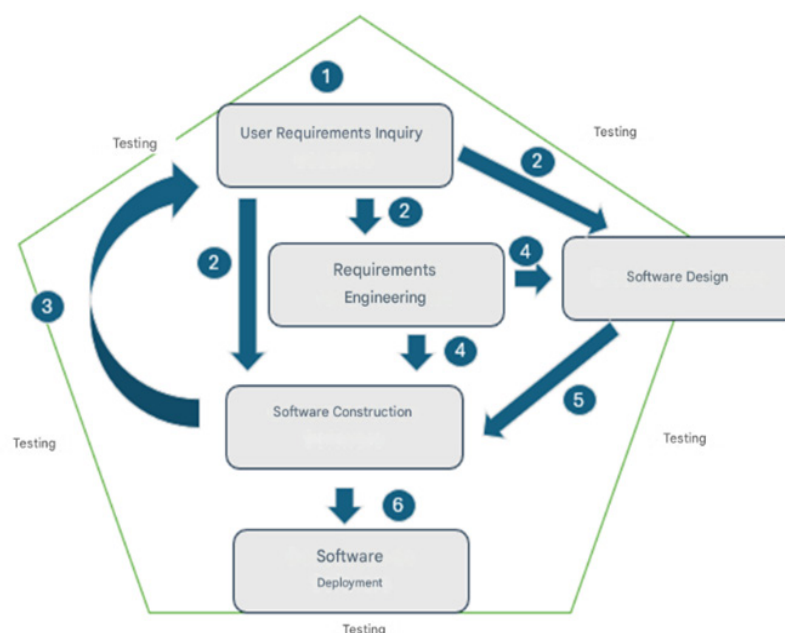 1
Testing
Testing
User Requirements Inquiry
2
2
2
Requirements
Engineering
4
Software Design
3
4
Software Construction
5
Testing
Testing
6
Software
Deployment
Testing